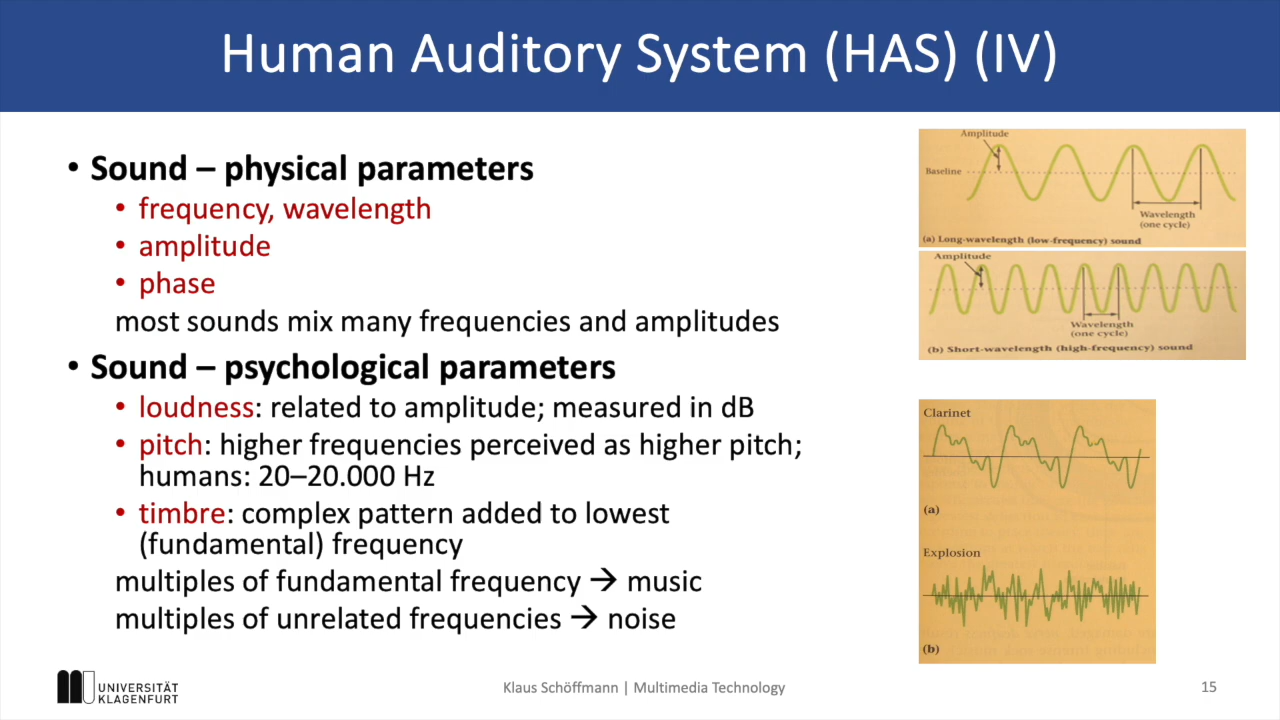 Human Auditory System (HAS) (IV)
• Sound – physical parameters
• frequency, wavelength
• amplitude
• phase
most sounds mix many frequencies and amplitudes
• Sound – psychological parameters
• loudness: related to amplitude; measured in dB
• pitch: higher frequencies perceived as higher pitch;
humans: 20–20.000 Hz
• timbre: complex pattern added to lowest
(fundamental) frequency
multiples of fundamental frequency → music
multiples of unrelated frequencies → noise
Amplitude
Baseline
Wavelength
(one cycle)
(a) Long-wavelength (low-frequency) sound
Amplitude
Wavelength
(one cycle)
(b) Short-wavelength (high-frequency) sound
Clarinet
(a)
Explosion
(b)
UNIVERSITÄT
KLAGENFURT
Klaus Schöffmann | Multimedia Technology
15